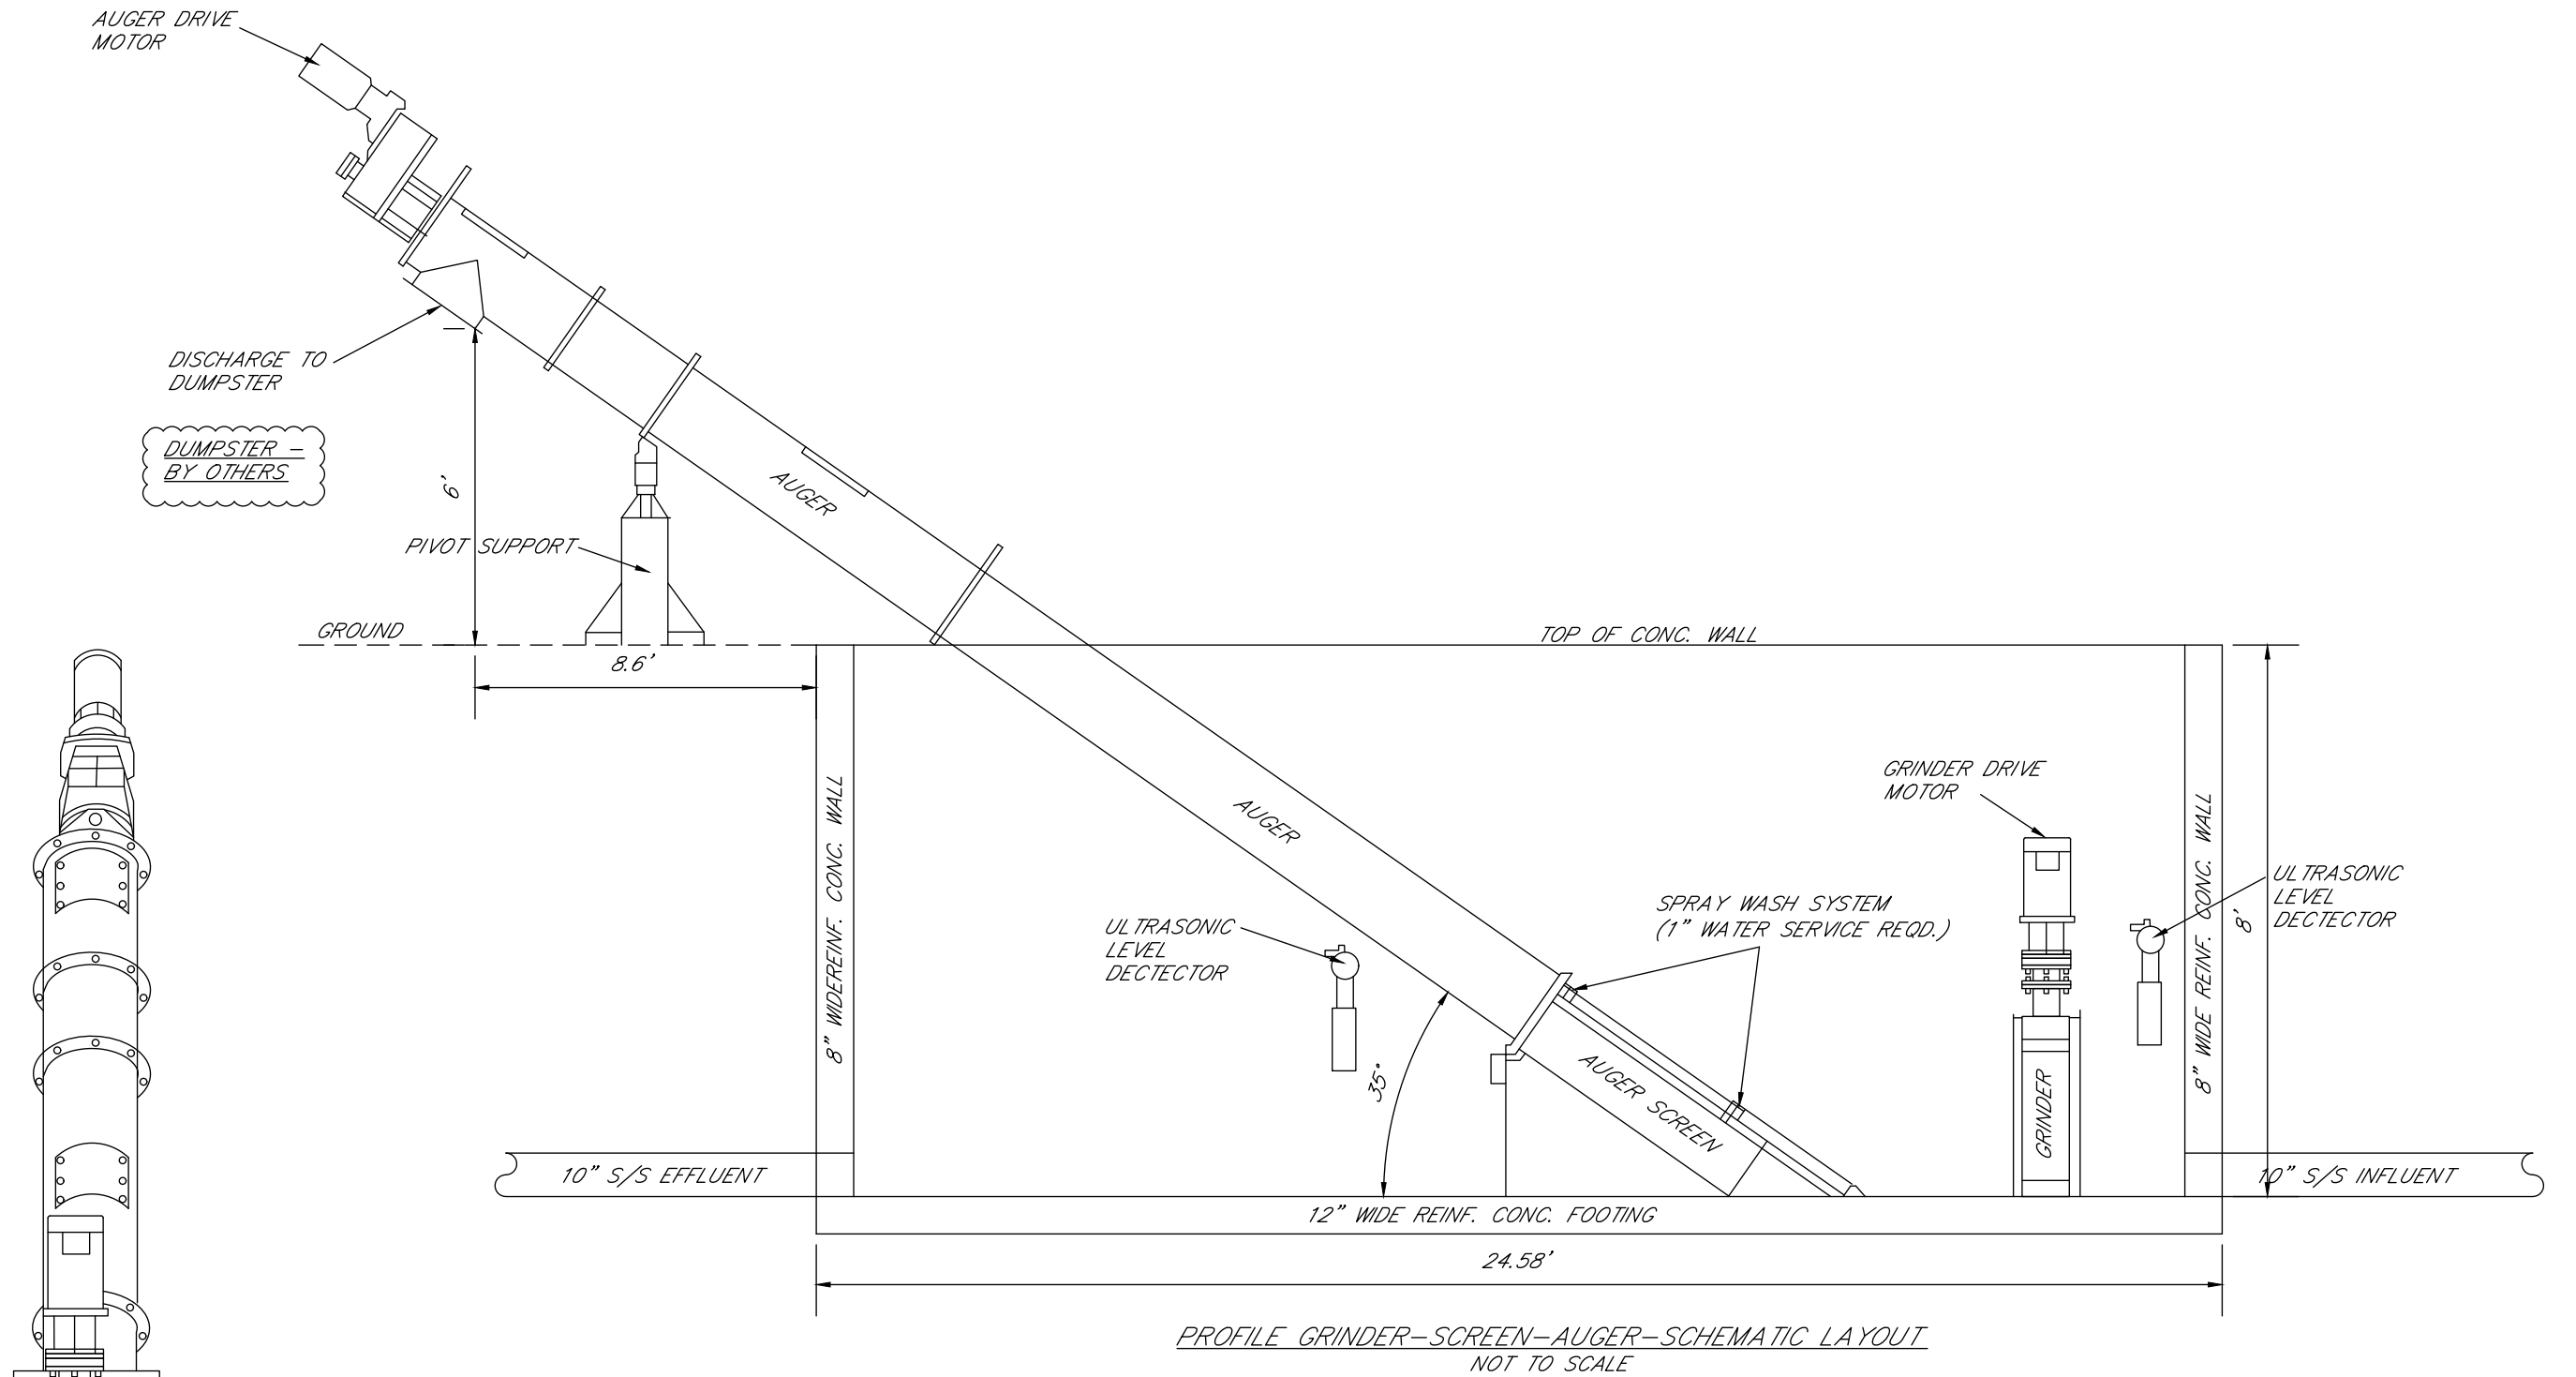 AUGER DRIVE
MOTOR
DISCHARGE TO
DUMPSTER
DUMPSTER –
BY OTHERS
6'
PIVOT SUPPORT
AUGER
GROUND
8.6'
TOP OF CONC. WALL
8" WIDEREINF. CONC. WALL
AUGER
GRINDER DRIVE
MOTOR
8" WIDE REINF. CONC. WALL
8'
ULTRASONIC
LEVEL
DECTECTOR
SPRAY WASH SYSTEM
(1" WATER SERVICE REQD.)
ULTRASONIC
LEVEL
DECTECTOR
35°
AUGER SCREEN
GRINDER
10" S/S EFFLUENT
10" S/S INFLUENT
12" WIDE REINF. CONC. FOOTING
24.58'
PROFILE GRINDER–SCREEN–AUGER–SCHEMATIC LAYOUT
NOT TO SCALE